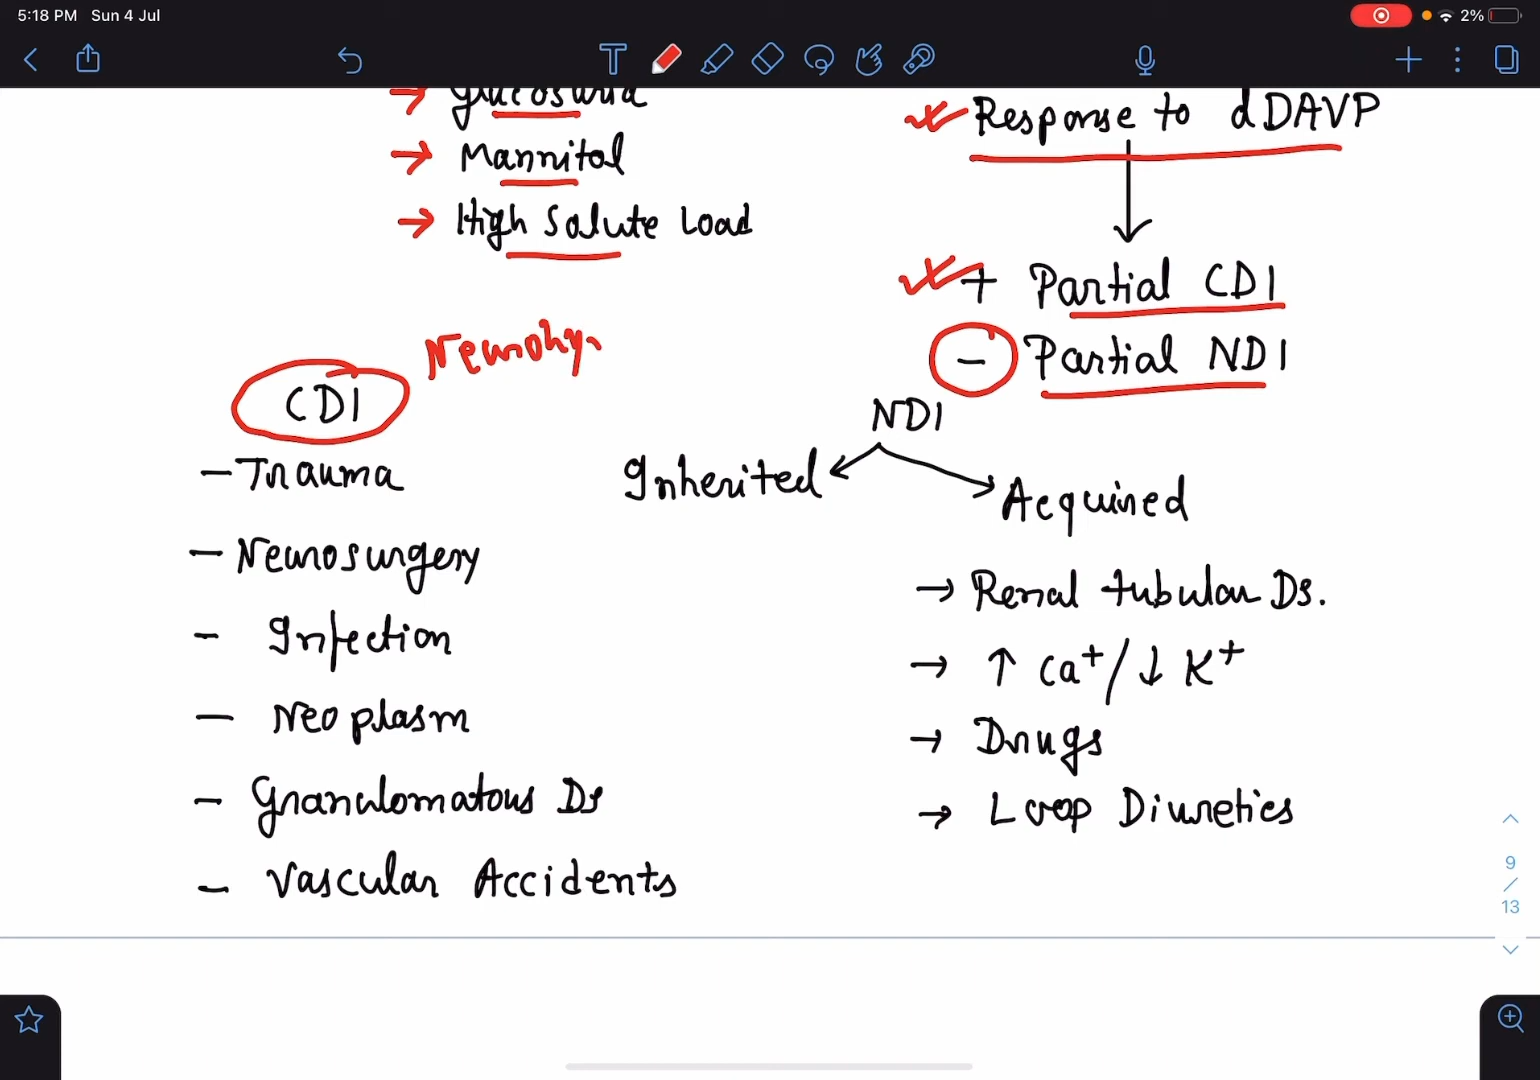 5:18 PM Sun 4 Jul
2%
→ Glucosuria
→ Mannitol
→ High Solute Load
Response to dDAVP
+ Partial CDI
- Partial NDI
Neurohy.
CDI
- Trauma
- Neurosurgery
- Infection
- Neoplasm
- Granulomatous Ds
- Vascular Accidents
NDI
Inherited
Acquired
→ Renal tubular Ds.
→ ↑ Ca+/↓ K+
→ Drugs
→ Loop Diuretics
9
/
13